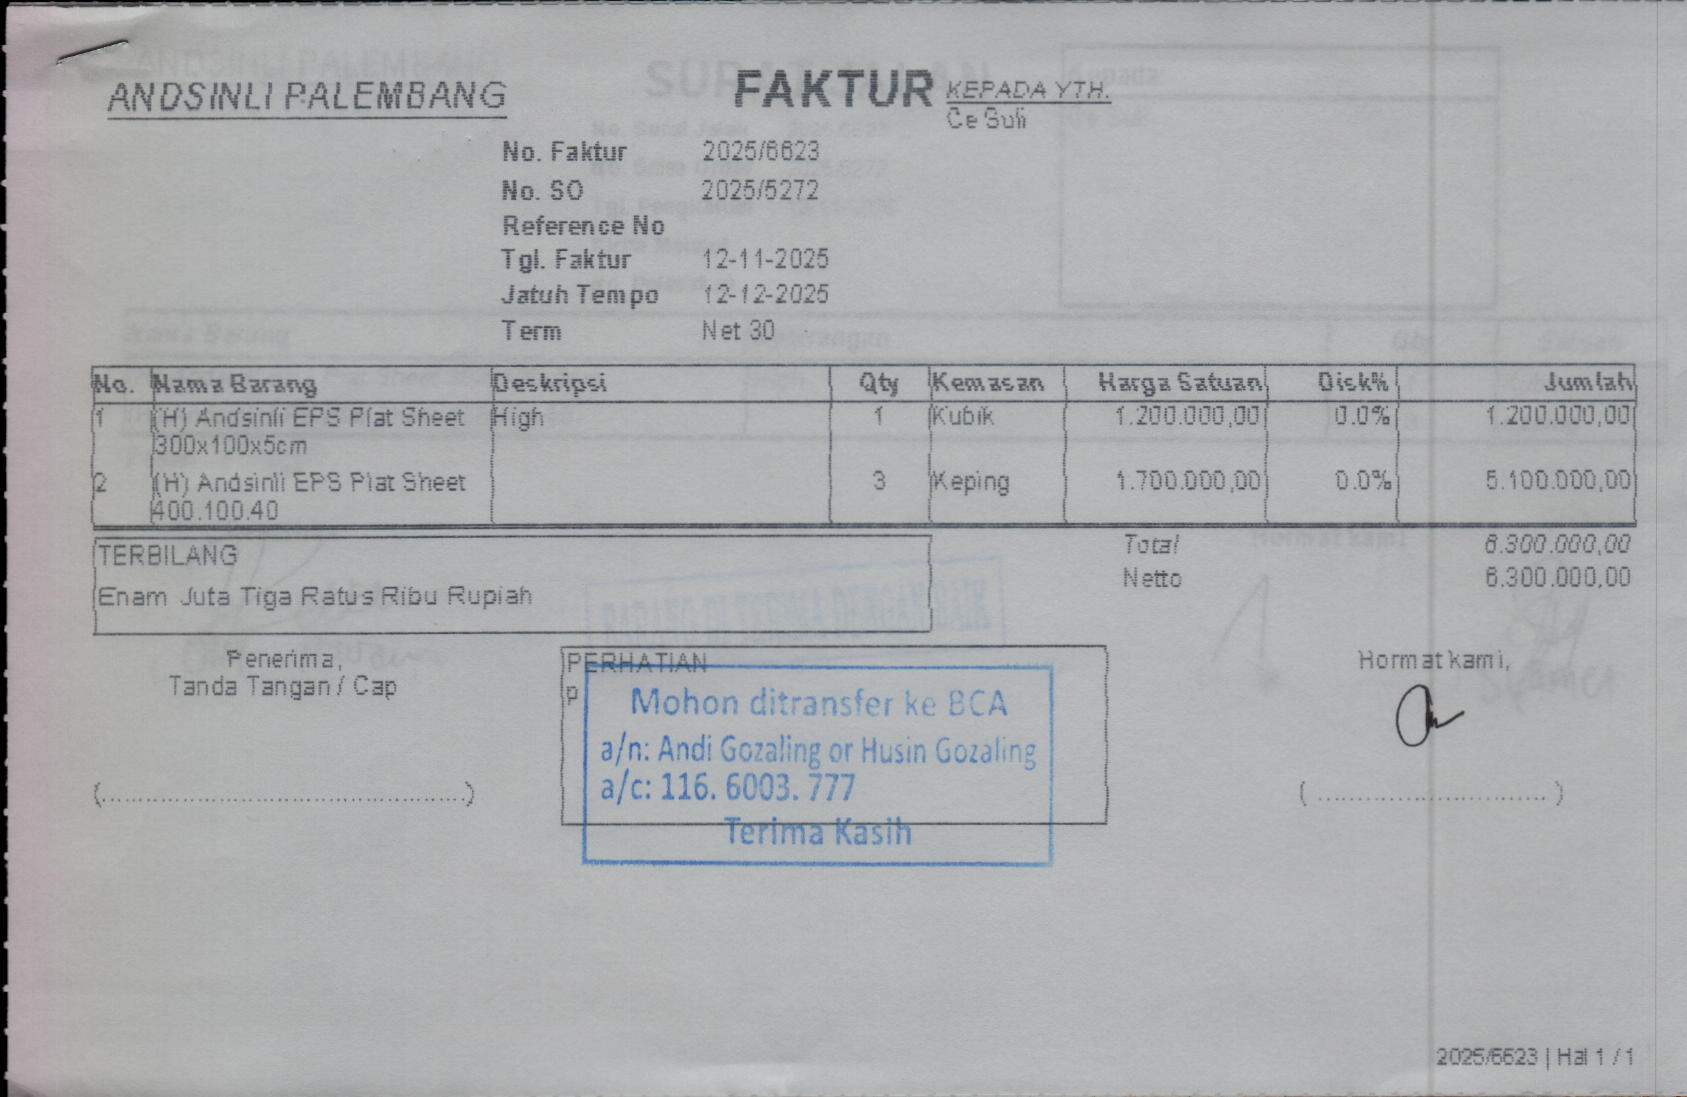 ANDSINLI PALEMBANG
FAKTUR
KEPADA YTH.
Ce Suli
No. Faktur 2025/6623
No. SO 2025/5272
Reference No
Tgl. Faktur 12-11-2025
Jatuh Tempo 12-12-2025
Term Net 30
No. Nama Barang Deskripsi Qty Kemasan Harga Satuan Disk% Jumlah
1 (H) Andsinli EPS Plat Sheet High 1 Kubik 1.200.000,00 0.0% 1.200.000,00
300x100x5cm
2 (H) Andsinli EPS Plat Sheet 3 Keping 1.700.000,00 0.0% 5.100.000,00
400.100.40
TERBILANG
Enam Juta Tiga Ratus Ribu Rupiah
Total 6.300.000,00
Netto 6.300.000,00
Penerima,
Tanda Tangan / Cap
(......................................................)
PERHATIAN
p
Mohon ditransfer ke BCA
a/n: Andi Gozaling or Husin Gozaling
a/c: 116. 6003. 777
Terima Kasih
Hormat kami,
( .................................. )
2025/6623 | Hal 1 / 1